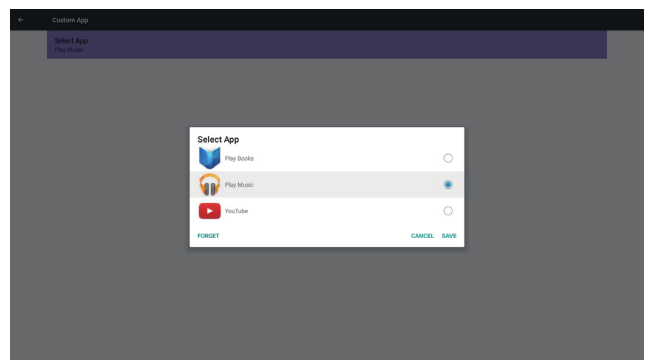 Custom App
Select App
Play Music
Select App
Play Books
Play Music
YouTube
FORGET CANCEL SAVE